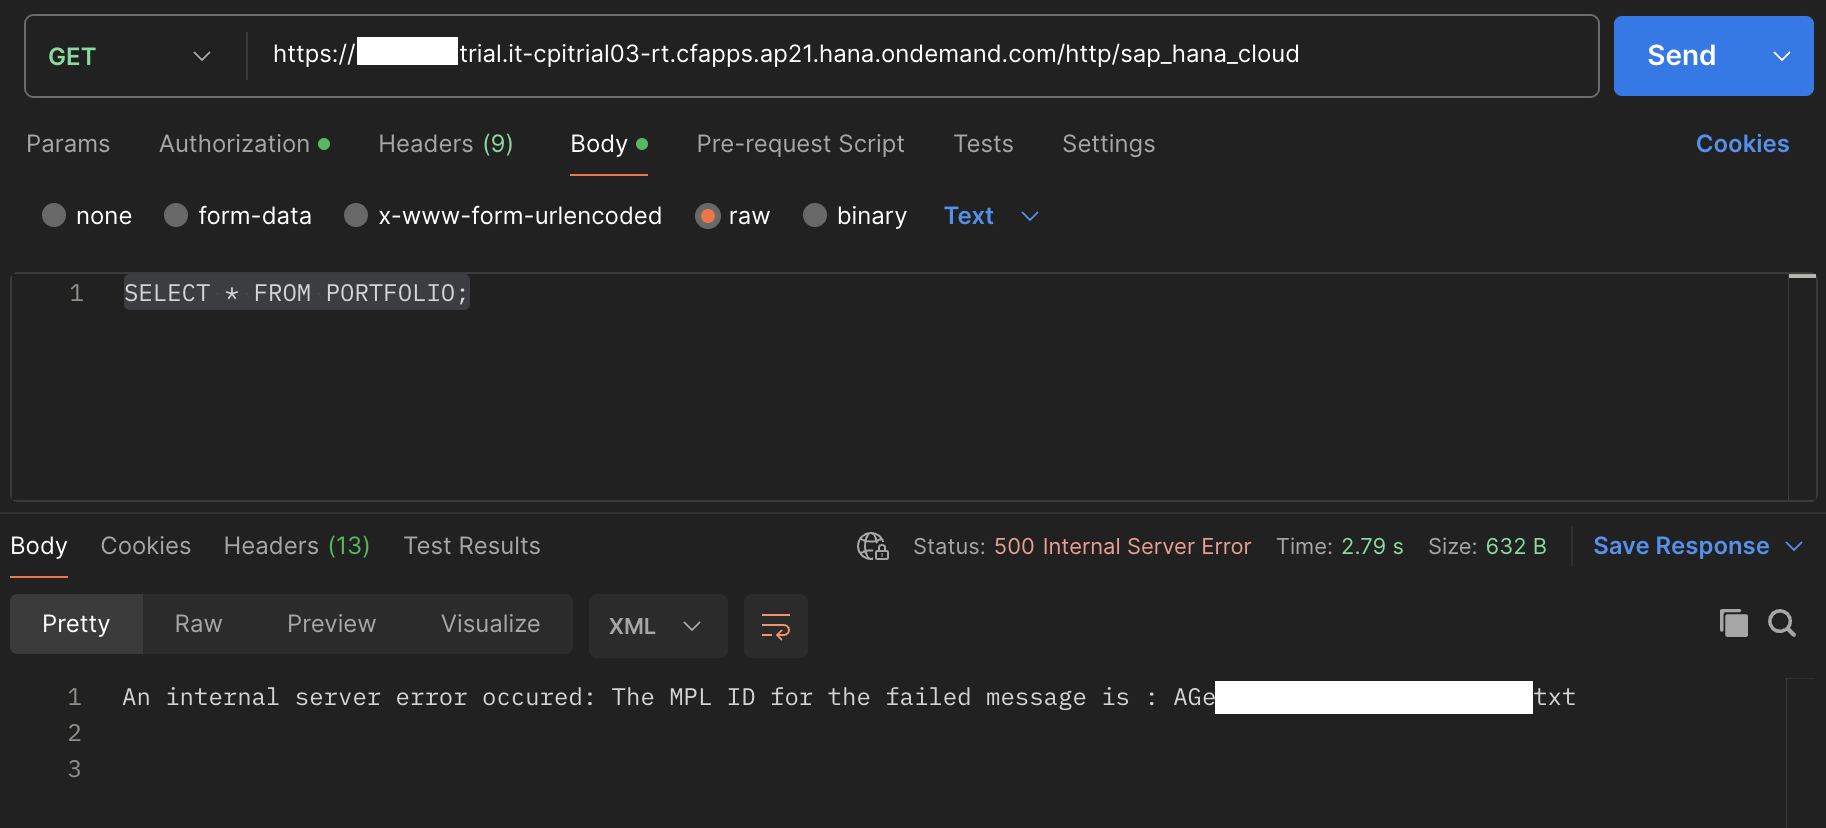 GET https://trial.it-cpitrial03-rt.cfapps.ap21.hana.ondemand.com/http/sap_hana_cloud Send
Params Authorization Headers (9) Body Pre-request Script Tests Settings Cookies
none form-data x-www-form-urlencoded raw binary Text
1 SELECT * FROM PORTFOLIO;
Body Cookies Headers (13) Test Results Status: 500 Internal Server Error Time: 2.79 s Size: 632 B Save Response
Pretty Raw Preview Visualize XML
1 An internal server error occured: The MPL ID for the failed message is : AGe txt
2
3